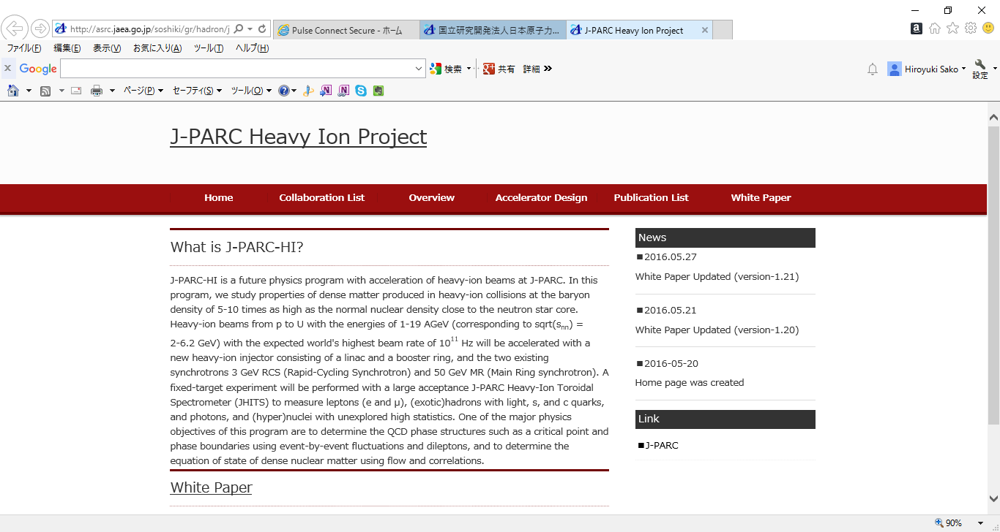 http://asrc.jaea.go.jp/soshiki/gr/hadron/j
Pulse Connect Secure - ホーム
国立研究開発法人日本原子力...
J-PARC Heavy Ion Project
ファイル(F) 編集(E) 表示(V) お気に入り(A) ツール(T) ヘルプ(H)
x Google 検索 共有 詳細 Hiroyuki Sako 設定
ページ(P) セーフティ(S) ツール(O)
J-PARC Heavy Ion Project
Home Collaboration List Overview Accelerator Design Publication List White Paper
What is J-PARC-HI?
J-PARC-HI is a future physics program with acceleration of heavy-ion beams at J-PARC. In this
program, we study properties of dense matter produced in heavy-ion collisions at the baryon
density of 5-10 times as high as the normal nuclear density close to the neutron star core.
Heavy-ion beams from p to U with the energies of 1-19 AGeV (corresponding to sqrt(snn) =
2-6.2 GeV) with the expected world's highest beam rate of 10¹¹ Hz will be accelerated with a
new heavy-ion injector consisting of a linac and a booster ring, and the two existing
synchrotrons 3 GeV RCS (Rapid-Cycling Synchrotron) and 50 GeV MR (Main Ring synchrotron). A
fixed-target experiment will be performed with a large acceptance J-PARC Heavy-Ion Toroidal
Spectrometer (JHITS) to measure leptons (e and μ), (exotic)hadrons with light, s, and c quarks,
and photons, and (hyper)nuclei with unexplored high statistics. One of the major physics
objectives of this program are to determine the QCD phase structures such as a critical point and
phase boundaries using event-by-event fluctuations and dileptons, and to determine the
equation of state of dense nuclear matter using flow and correlations.
White Paper
News
■2016.05.27
White Paper Updated (version-1.21)
■2016.05.21
White Paper Updated (version-1.20)
■2016-05-20
Home page was created
Link
■J-PARC
90%